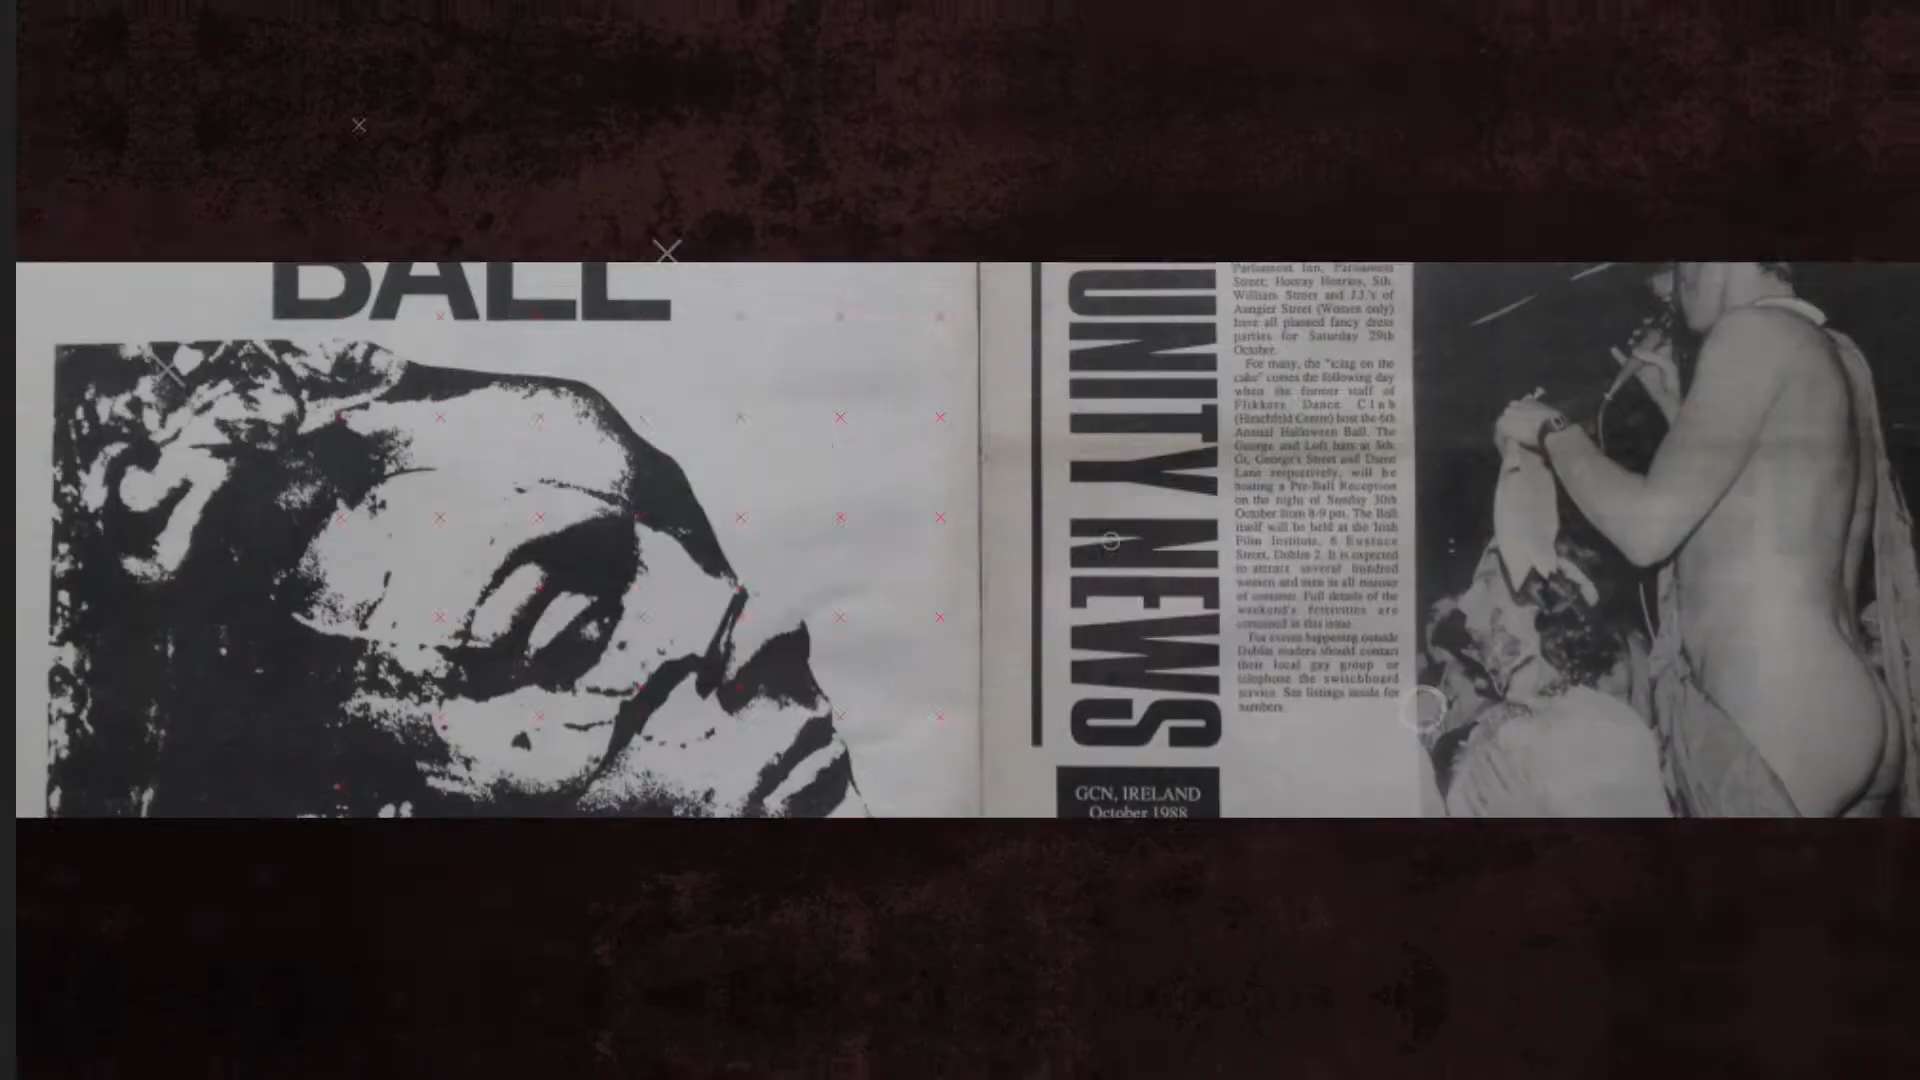 BALL
UNITY NEWS
GCN, IRELAND
October 1988
Parliament Inn, Parliament
Street; Hooray Henries, Sth.
William Street and J.J.'s of
Aungier Street (Women only)
have all planned fancy dress
parties for Saturday 29th
October.
For many, the "icing on the
cake" comes the following day
when the former staff of
Flikkers Dance Club
(Hirschfeld Centre) host the 6th
Annual Halloween Ball. The
George and Loft bars at Sth.
Gt. George's Street and Dame
Lane respectively, will be
hosting a Pre-Ball Reception
on the night of Sunday 30th
October from 8-9 pm. The Ball
itself will be held at the Irish
Film Institute, 6 Eustace
Street, Dublin 2. It is expected
to attract several hundred
women and men in all manner
of costume. Full details of the
weekend's festivities are
contained in this issue.
For events happening outside
Dublin readers should contact
their local gay group or
telephone the switchboard
service. See listings inside for
numbers.